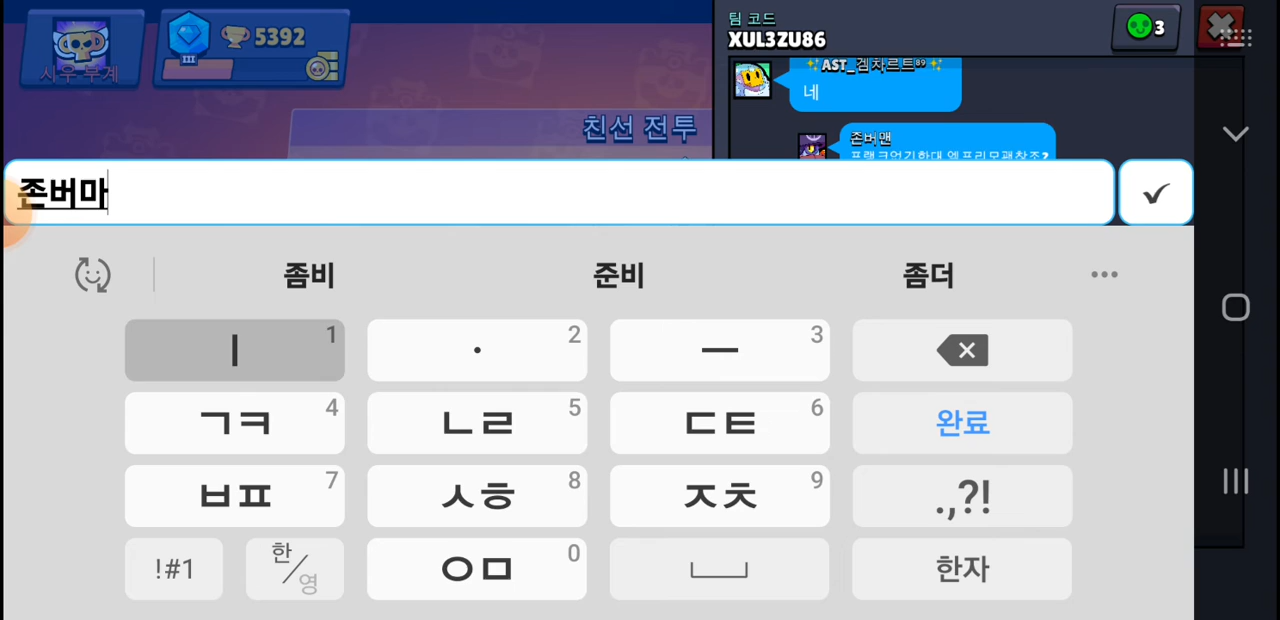 시우 부계
III
5392
친선 전투
팀 코드
XUL3ZU86
3
AST_겜차르트⁸⁹
네
존버맨
존버마
좀비 준비 좀더 •••
ㅣ 1 · 2 ㅡ 3
ㄱㅋ 4 ㄴㄹ 5 ㄷㅌ 6 완료
ㅂㅍ 7 ㅅㅎ 8 ㅈㅊ 9 .,?!
!#1 한/영 ㅇㅁ 0 한자